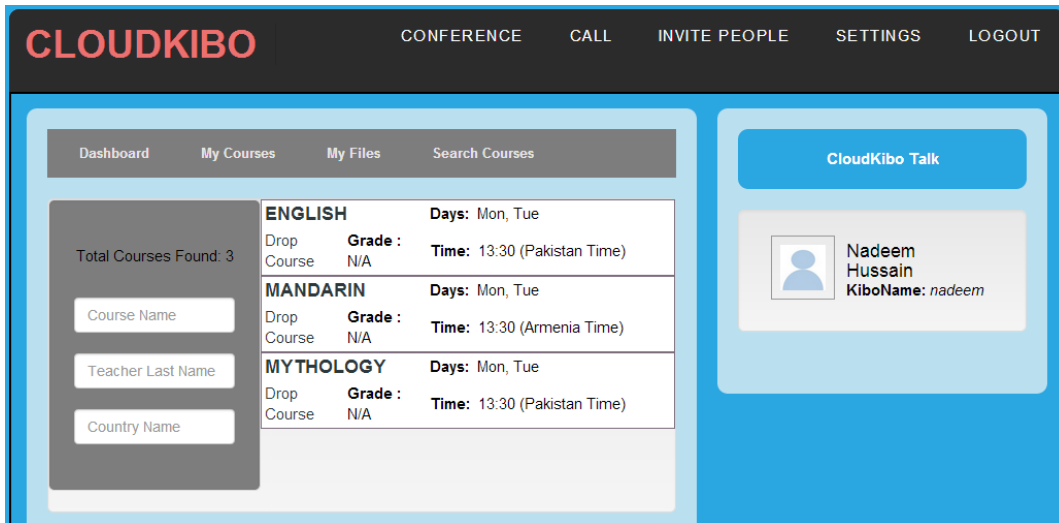 CLOUDKIBO
CONFERENCE CALL INVITE PEOPLE SETTINGS LOGOUT
Dashboard My Courses My Files Search Courses
Total Courses Found: 3
Course Name
Teacher Last Name
Country Name
ENGLISH Days: Mon, Tue
Drop Course Grade : N/A Time: 13:30 (Pakistan Time)
MANDARIN Days: Mon, Tue
Drop Course Grade : N/A Time: 13:30 (Armenia Time)
MYTHOLOGY Days: Mon, Tue
Drop Course Grade : N/A Time: 13:30 (Pakistan Time)
CloudKibo Talk
Nadeem
Hussain
KiboName: nadeem